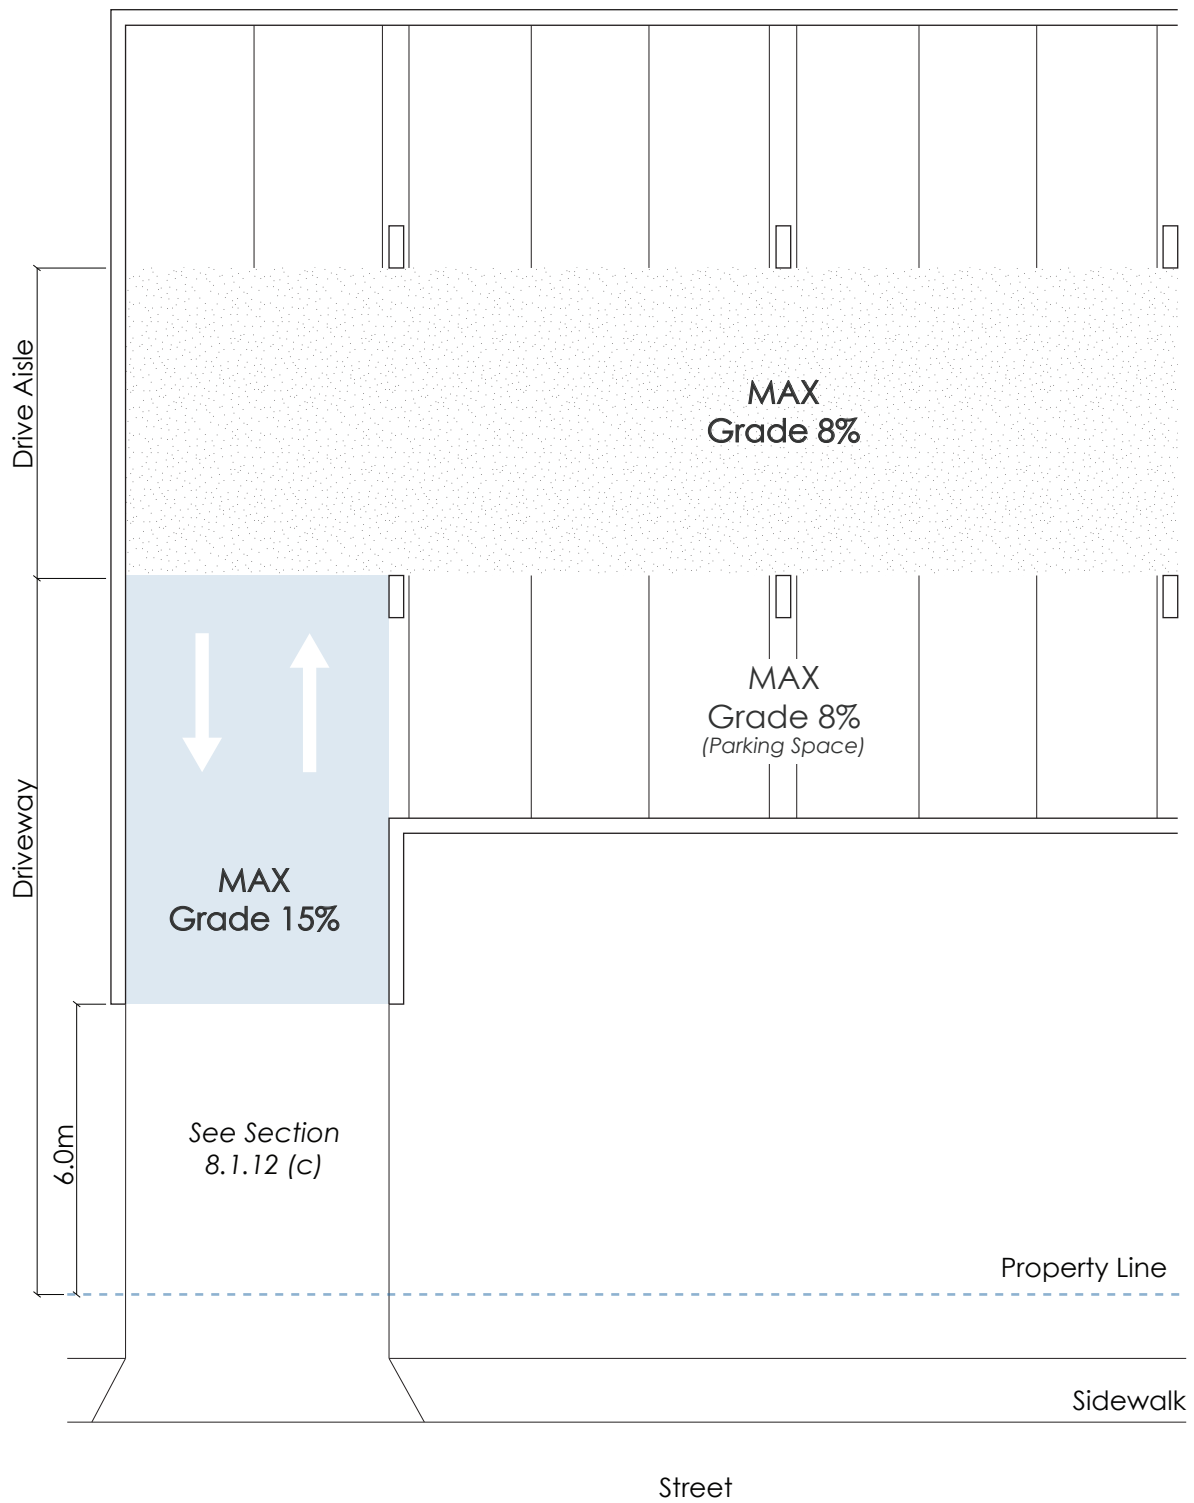 MAX
Grade 8%
Drive Aisle
MAX
Grade 8%
(Parking Space)
Driveway
MAX
Grade 15%
See Section
8.1.12 (c)
6.0m
Property Line
Sidewalk
Street